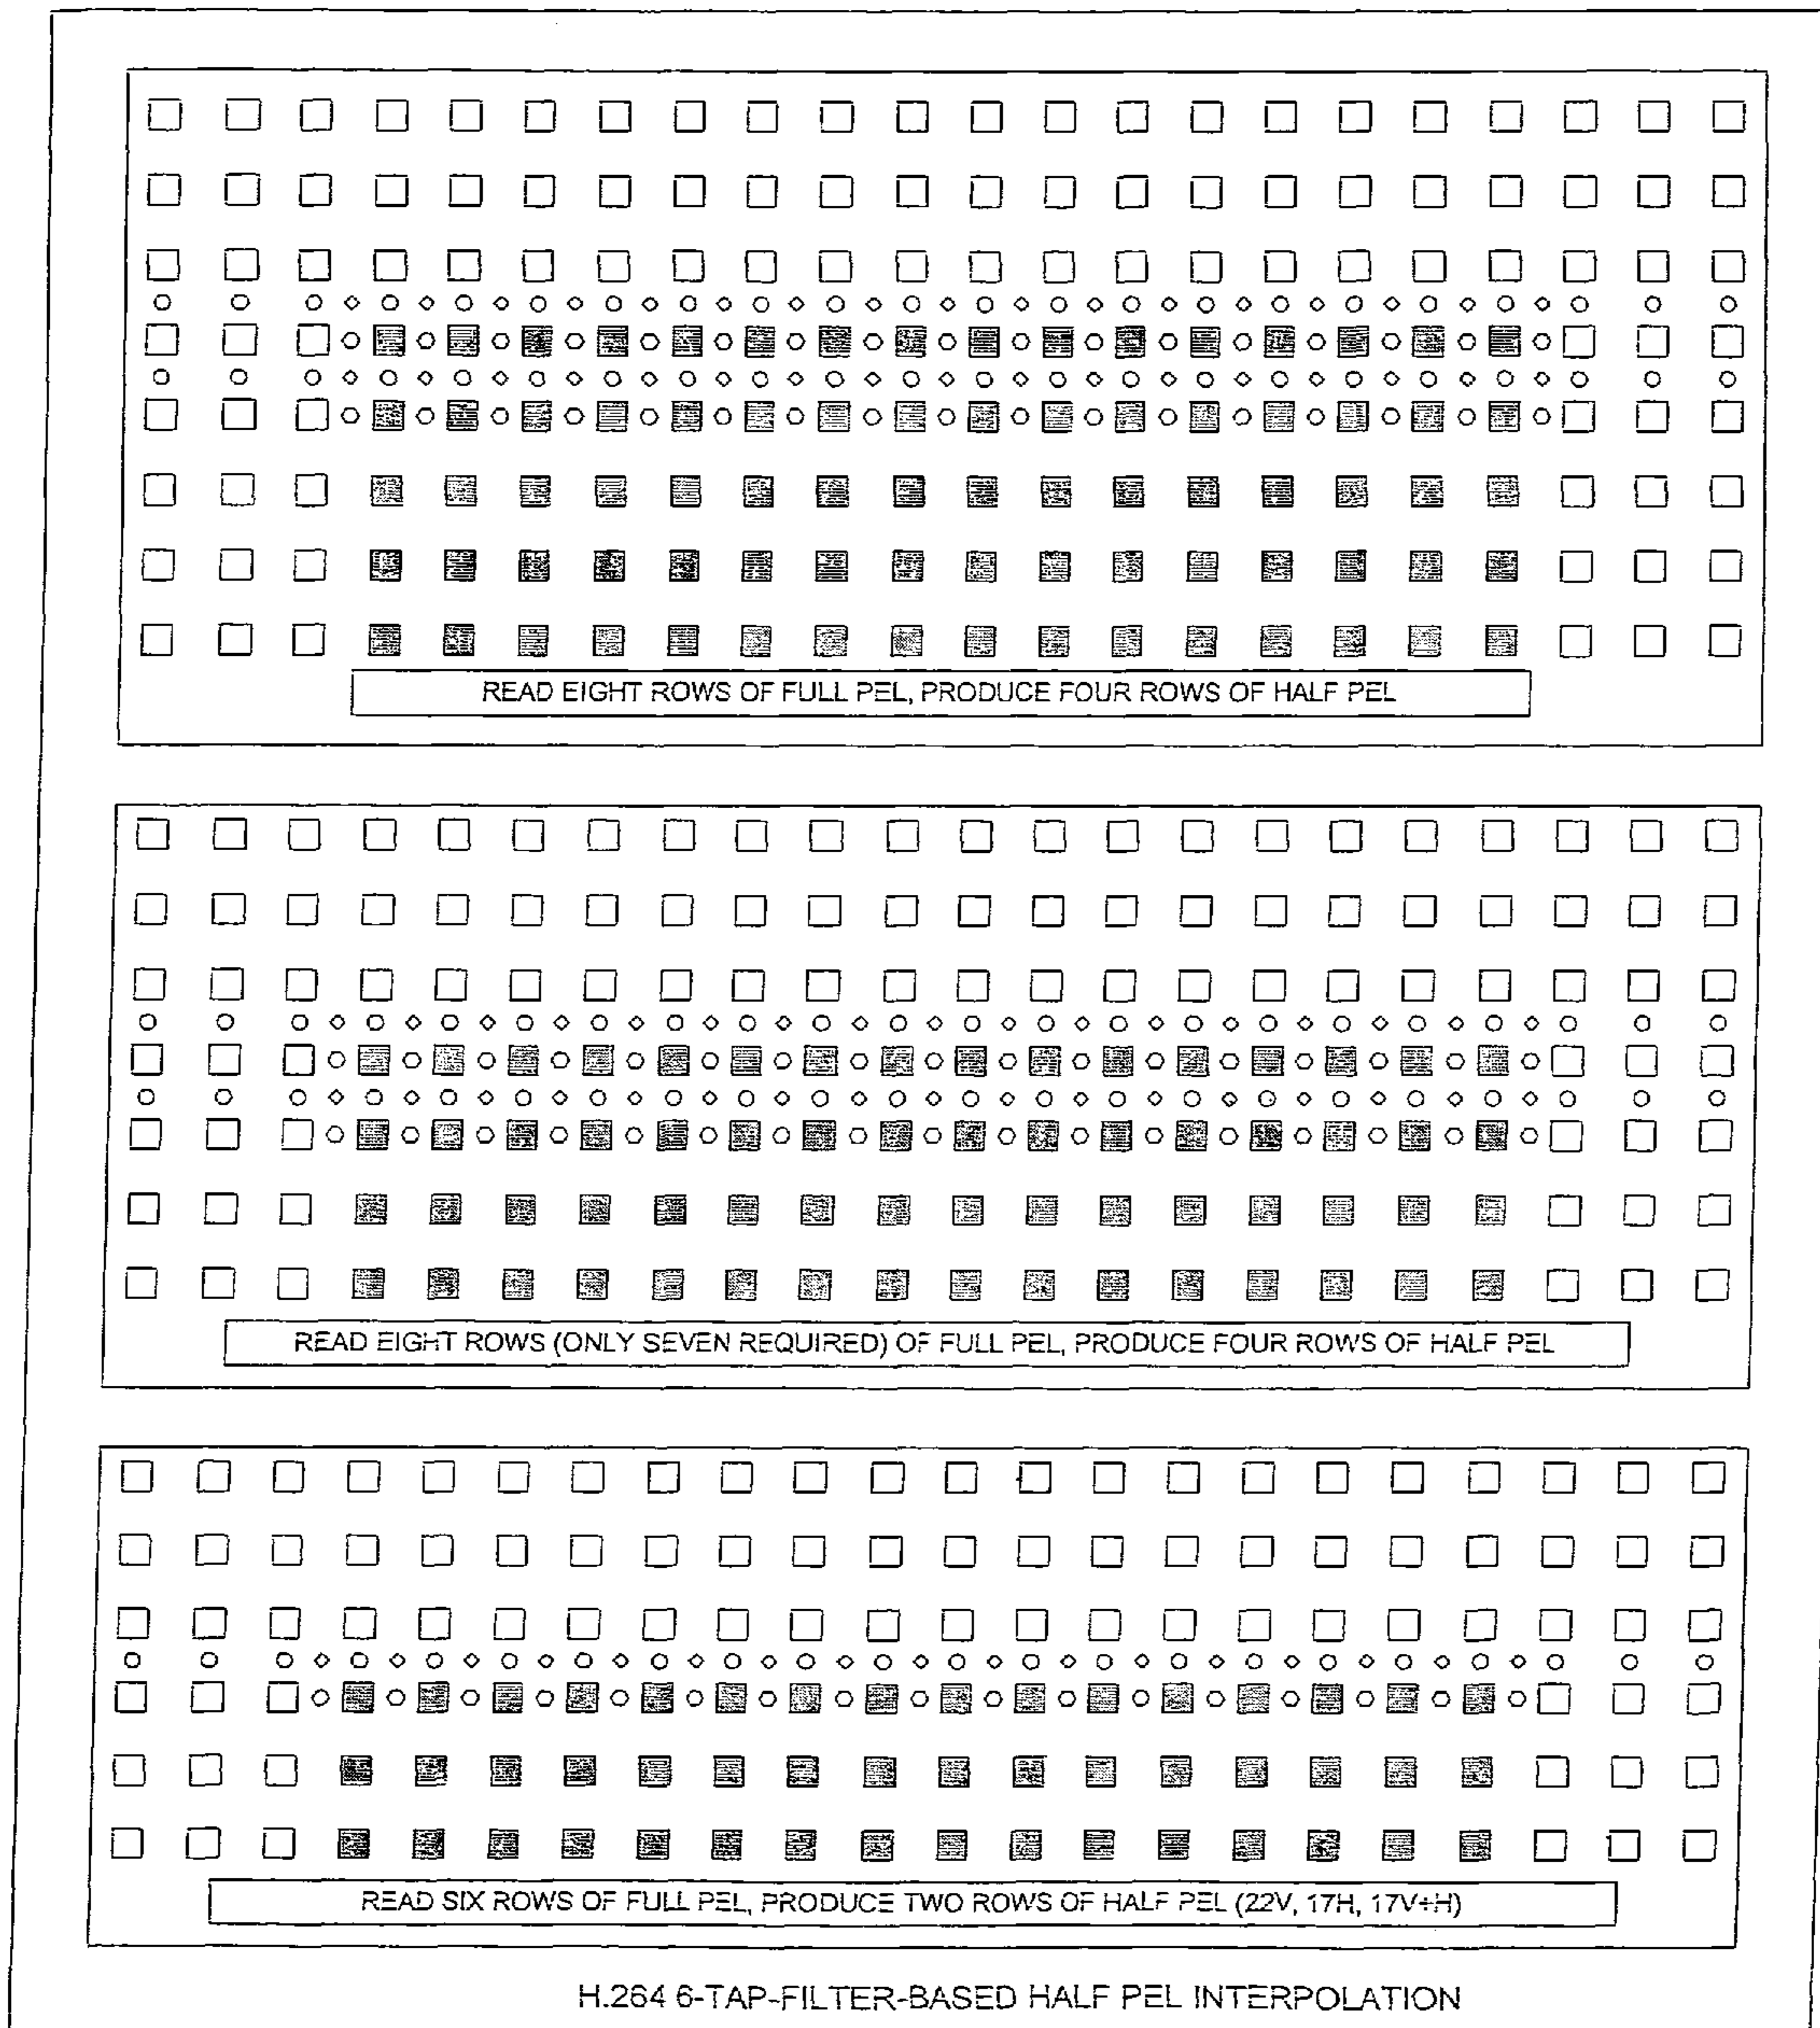 READ EIGHT ROWS OF FULL PEL, PRODUCE FOUR ROWS OF HALF PEL
READ EIGHT ROWS (ONLY SEVEN REQUIRED) OF FULL PEL, PRODUCE FOUR ROWS OF HALF PEL
READ SIX ROWS OF FULL PEL, PRODUCE TWO ROWS OF HALF PEL (22V, 17H, 17V+H)
H.264 6-TAP-FILTER-BASED HALF PEL INTERPOLATION